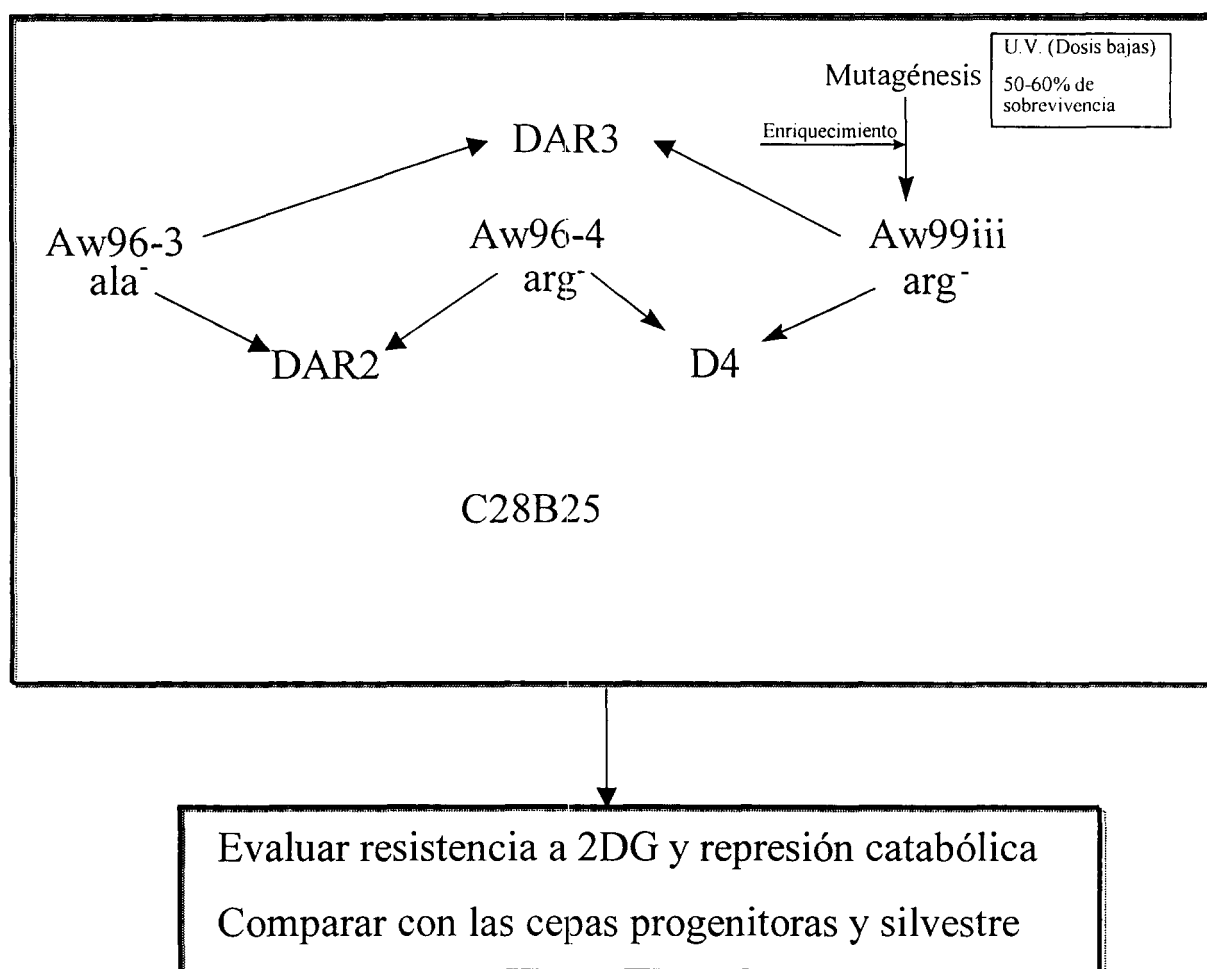 U.V. (Dosis bajas)
50-60% de
sobrevivencia
Mutagénesis
Enriquecimiento
DAR3
Aw96-3
ala⁻
Aw96-4
arg⁻
Aw99iii
arg⁻
DAR2
D4
C28B25
Evaluar resistencia a 2DG y represión catabólica
Comparar con las cepas progenitoras y silvestre